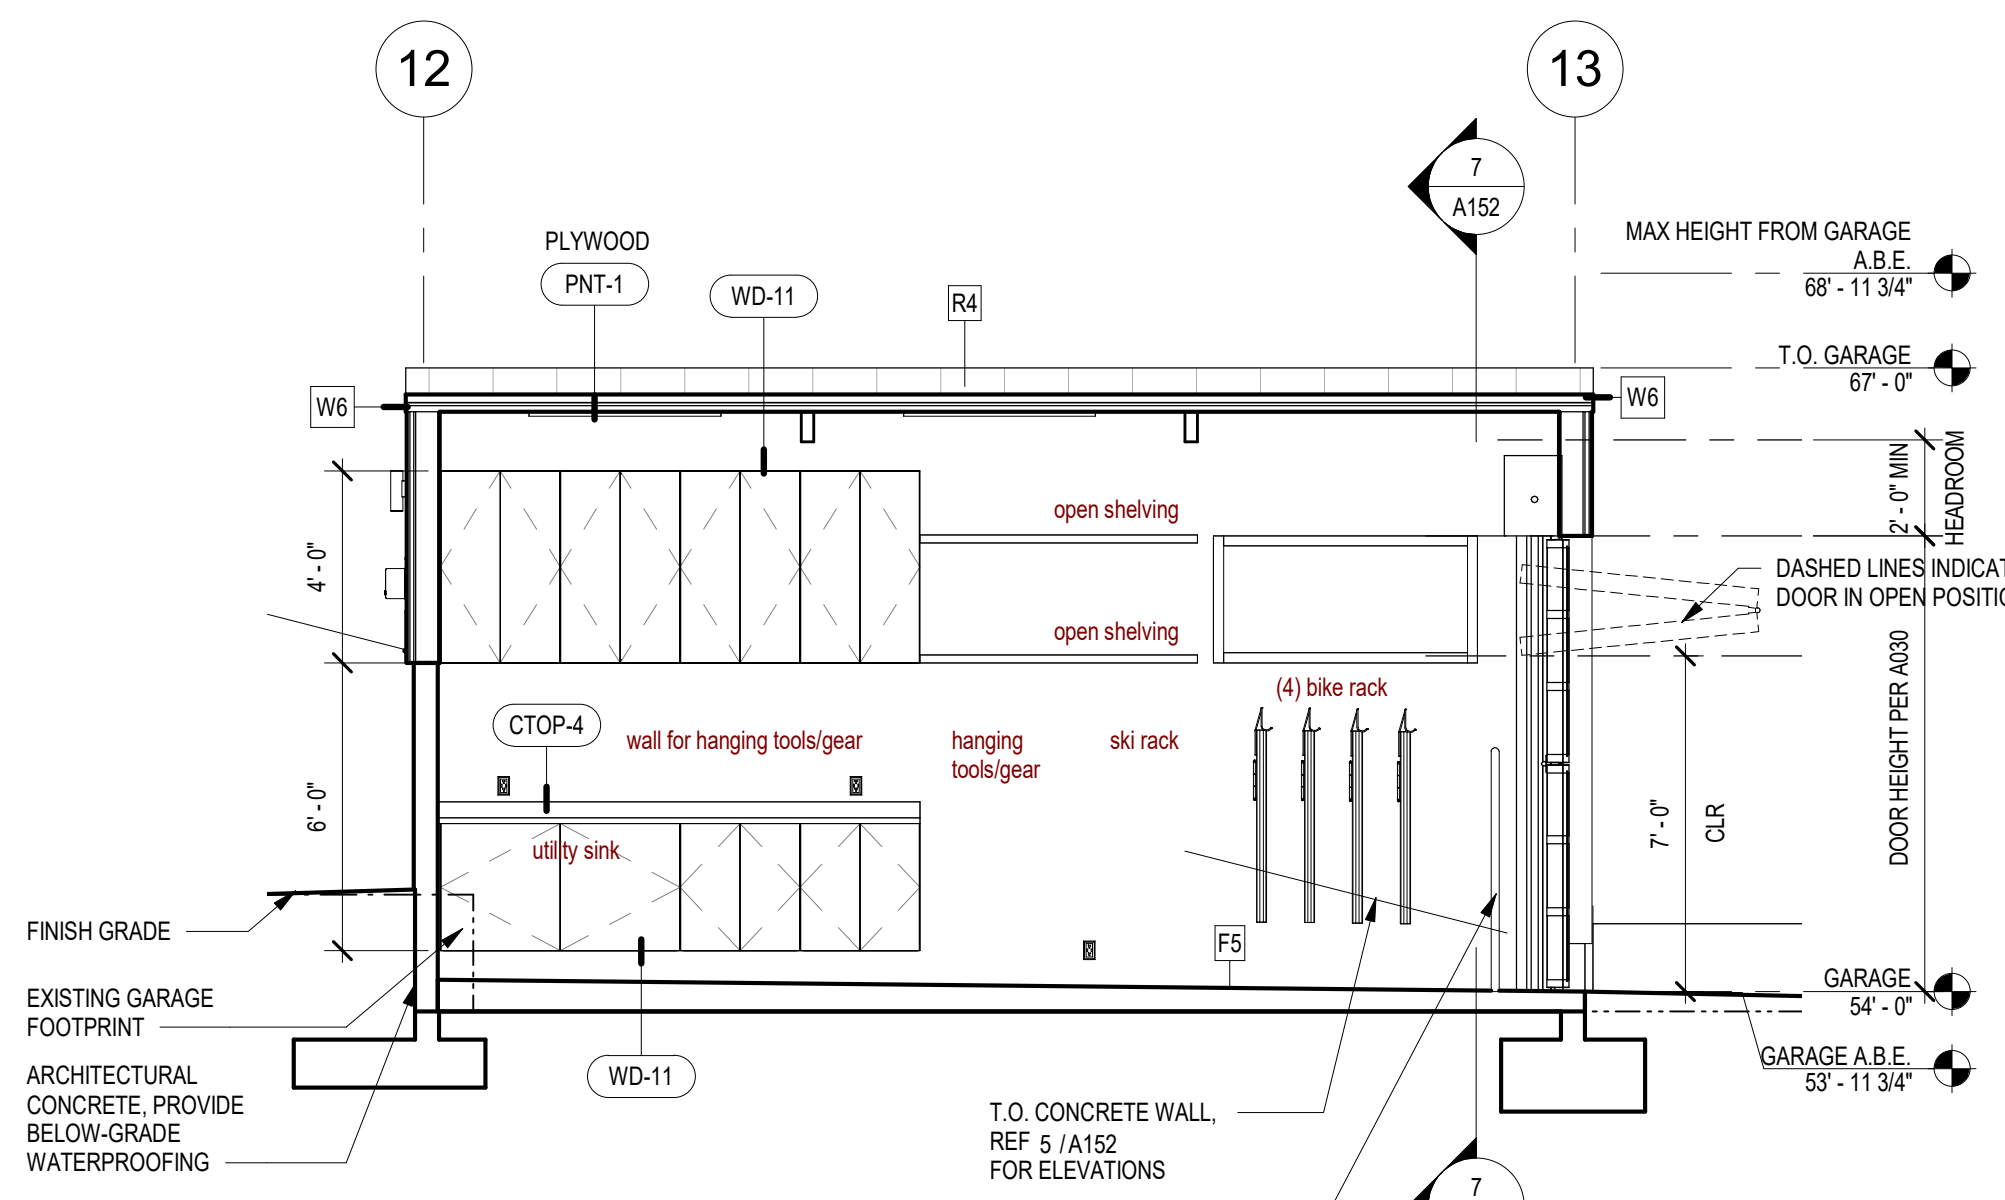 12
13
7
A152
MAX HEIGHT FROM GARAGE
A.B.E.
68' - 11 3/4"
PLYWOOD
PNT-1
WD-11
R4
T.O. GARAGE
67' - 0"
W6
W6
2' - 0" MIN
HEADROOM
open shelving
4' - 0"
DASHED LINES INDICAT
DOOR IN OPEN POSITIO
open shelving
(4) bike rack
CTOP-4
wall for hanging tools/gear
hanging
tools/gear
ski rack
6' - 0"
7' - 0"
CLR
DOOR HEIGHT PER A030
utility sink
FINISH GRADE
F5
EXISTING GARAGE
FOOTPRINT
GARAGE
54' - 0"
ARCHITECTURAL
CONCRETE, PROVIDE
BELOW-GRADE
WATERPROOFING
WD-11
GARAGE A.B.E.
53' - 11 3/4"
T.O. CONCRETE WALL,
REF 5 / A152
FOR ELEVATIONS
7